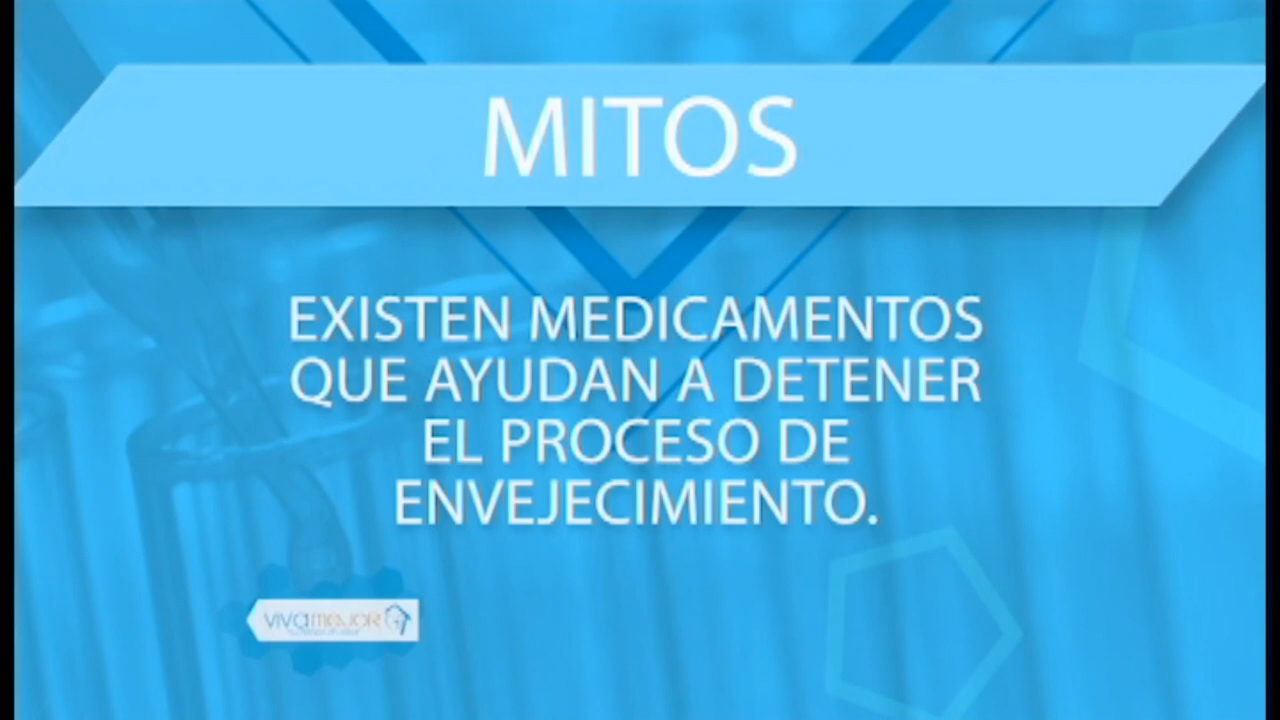 MITOS
EXISTEN MEDICAMENTOS
QUE AYUDAN A DETENER
EL PROCESO DE
ENVEJECIMIENTO.
VIVAMEJOR